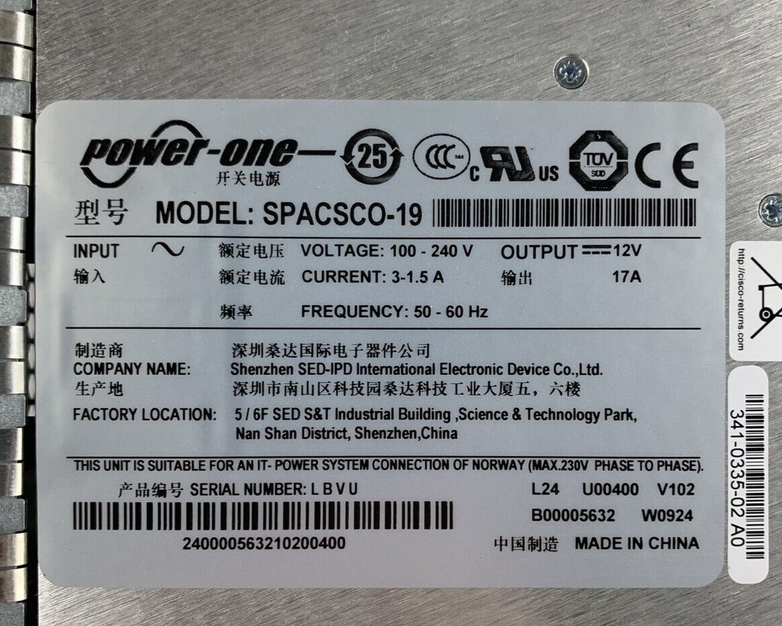 power-one 25 CCC S&E c RU US TÜV SÜD CE
开关电源
型号 MODEL: SPACSCO-19
INPUT ~ 额定电压 VOLTAGE: 100 - 240 V OUTPUT 12V
输入 额定电流 CURRENT: 3-1.5 A 输出 17A
频率 FREQUENCY: 50 - 60 Hz
制造商 深圳桑达国际电子器件公司
COMPANY NAME: Shenzhen SED-IPD International Electronic Device Co.,Ltd.
生产地 深圳市南山区科技园桑达科技工业大厦五，六楼
FACTORY LOCATION: 5 / 6F SED S&T Industrial Building ,Science & Technology Park,
Nan Shan District, Shenzhen,China
THIS UNIT IS SUITABLE FOR AN IT- POWER SYSTEM CONNECTION OF NORWAY (MAX.230V PHASE TO PHASE).
产品编号 SERIAL NUMBER: L B V U L24 U00400 V102
B00005632 W0924
240000563210200400 中国制造 MADE IN CHINA
http://cisco-returns.com
341-0335-02 A0